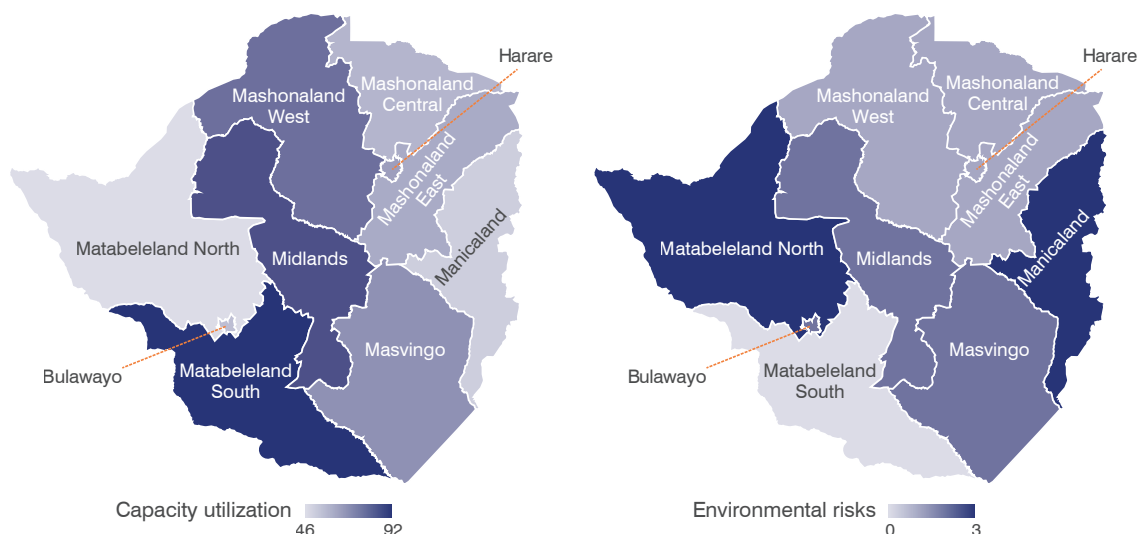 Harare
Mashonaland
Central
Mashonaland
West
Mashonaland
East
Matabeleland North
Midlands
Manicaland
Masvingo
Bulawayo
Matabeleland
South
Capacity utilization
46
92
Harare
Mashonaland
Central
Mashonaland
West
Mashonaland
East
Matabeleland North
Midlands
Manicaland
Masvingo
Bulawayo
Matabeleland
South
Environmental risks
0
3